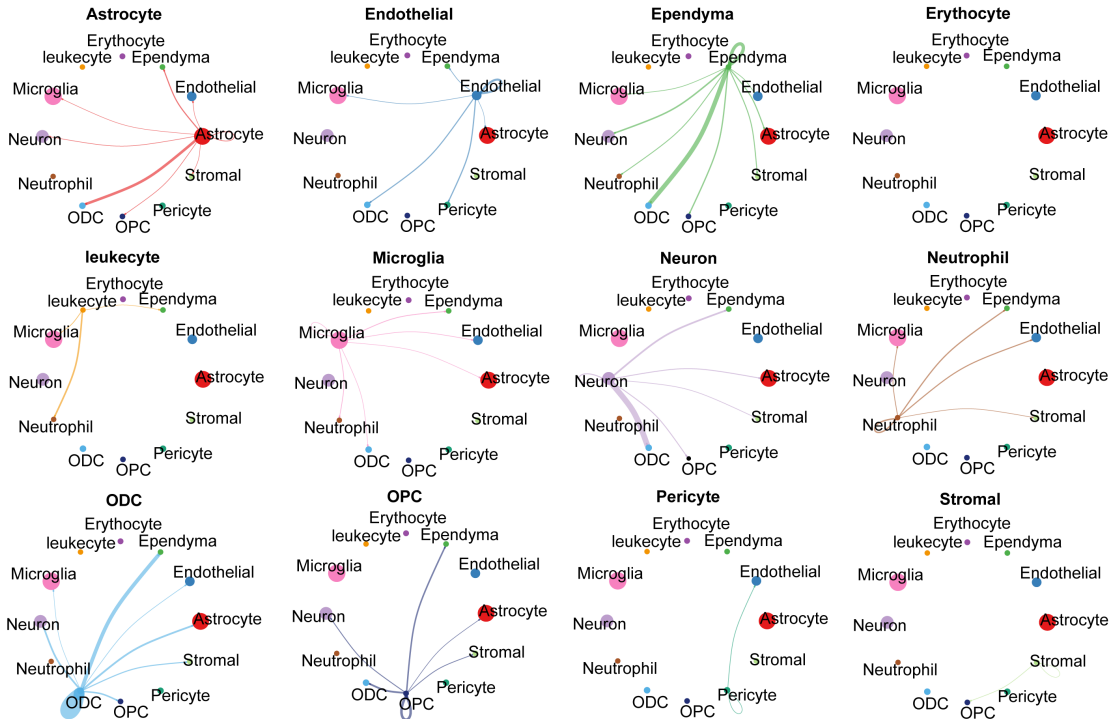 Astrocyte
Erythocyte
leukecyte Ependyma
Microglia Endothelial
Neuron Astrocyte
Neutrophil Stromal
ODC OPC Pericyte
Endothelial
Erythocyte
leukecyte Ependyma
Microglia Endothelial
Neuron Astrocyte
Neutrophil Stromal
ODC OPC Pericyte
Ependyma
Erythocyte
leukecyte Ependyma
Microglia Endothelial
Neuron Astrocyte
Neutrophil Stromal
ODC OPC Pericyte
Erythocyte
Erythocyte
leukecyte Ependyma
Microglia Endothelial
Neuron Astrocyte
Neutrophil Stromal
ODC OPC Pericyte
leukecyte
Erythocyte
leukecyte Ependyma
Microglia Endothelial
Neuron Astrocyte
Neutrophil Stromal
ODC OPC Pericyte
Microglia
Erythocyte
leukecyte Ependyma
Microglia Endothelial
Neuron Astrocyte
Neutrophil Stromal
ODC OPC Pericyte
Neuron
Erythocyte
leukecyte Ependyma
Microglia Endothelial
Neuron Astrocyte
Neutrophil Stromal
ODC OPC Pericyte
Neutrophil
Erythocyte
leukecyte Ependyma
Microglia Endothelial
Neuron Astrocyte
Neutrophil Stromal
ODC OPC Pericyte
ODC
Erythocyte
leukecyte Ependyma
Microglia Endothelial
Neuron Astrocyte
Neutrophil Stromal
ODC OPC Pericyte
OPC
Erythocyte
leukecyte Ependyma
Microglia Endothelial
Neuron Astrocyte
Neutrophil Stromal
ODC OPC Pericyte
Pericyte
Erythocyte
leukecyte Ependyma
Microglia Endothelial
Neuron Astrocyte
Neutrophil Stromal
ODC OPC Pericyte
Stromal
Erythocyte
leukecyte Ependyma
Microglia Endothelial
Neuron Astrocyte
Neutrophil Stromal
ODC OPC Pericyte